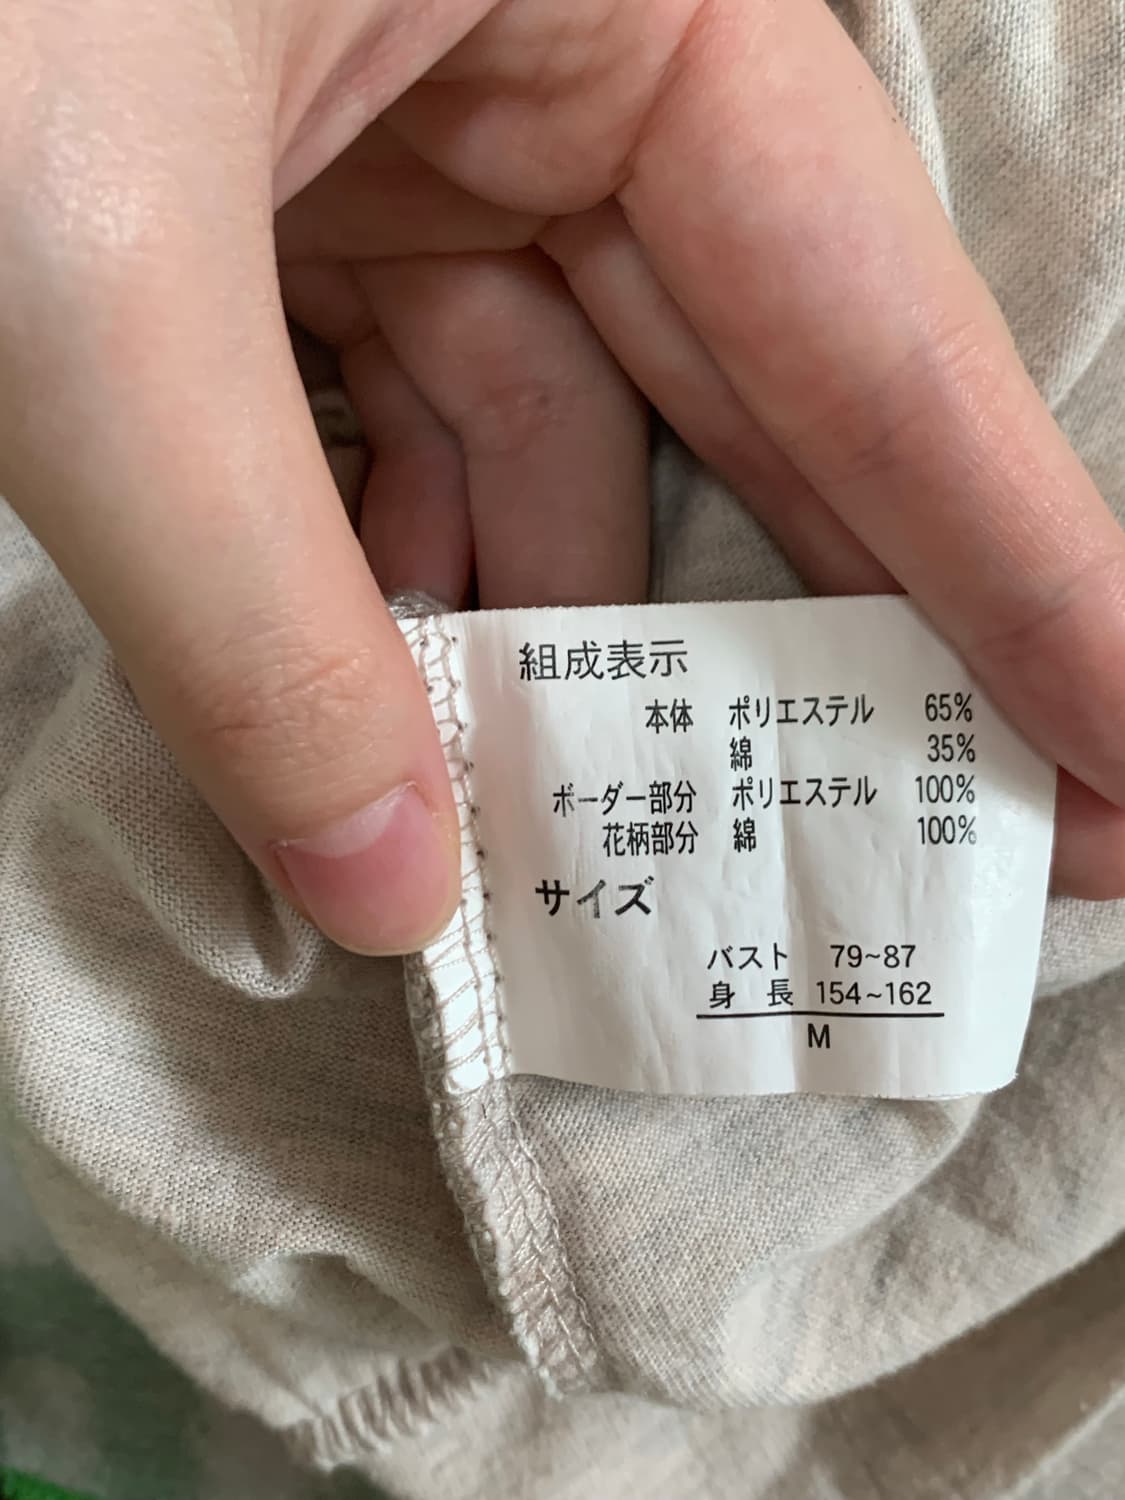 組成表示
本体 ポリエステル 65%
綿 35%
ボーダー部分 ポリエステル 100%
花柄部分 綿 100%
サイズ
バスト 79~87
身 長 154~162
M